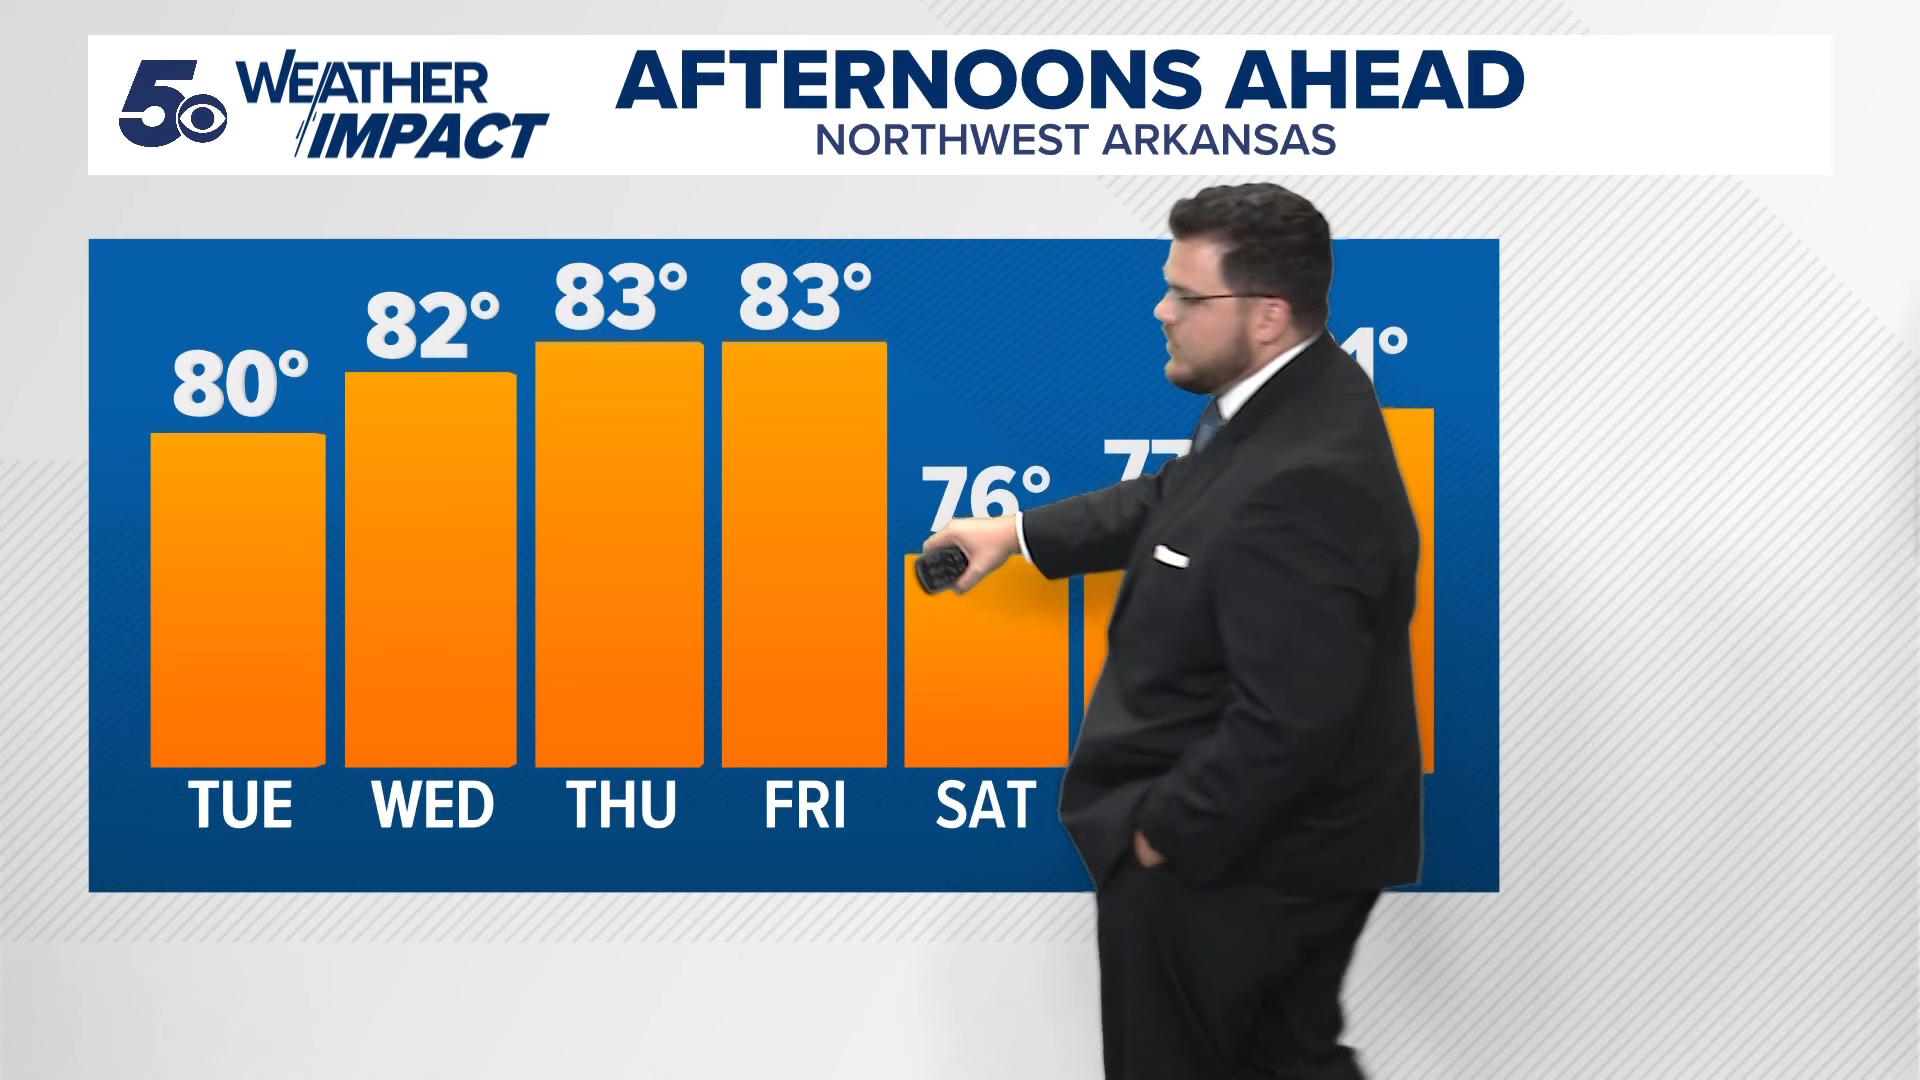 5 WEATHER IMPACT
AFTERNOONS AHEAD
NORTHWEST ARKANSAS
80° 82° 83° 83° 76°
TUE WED THU FRI SAT